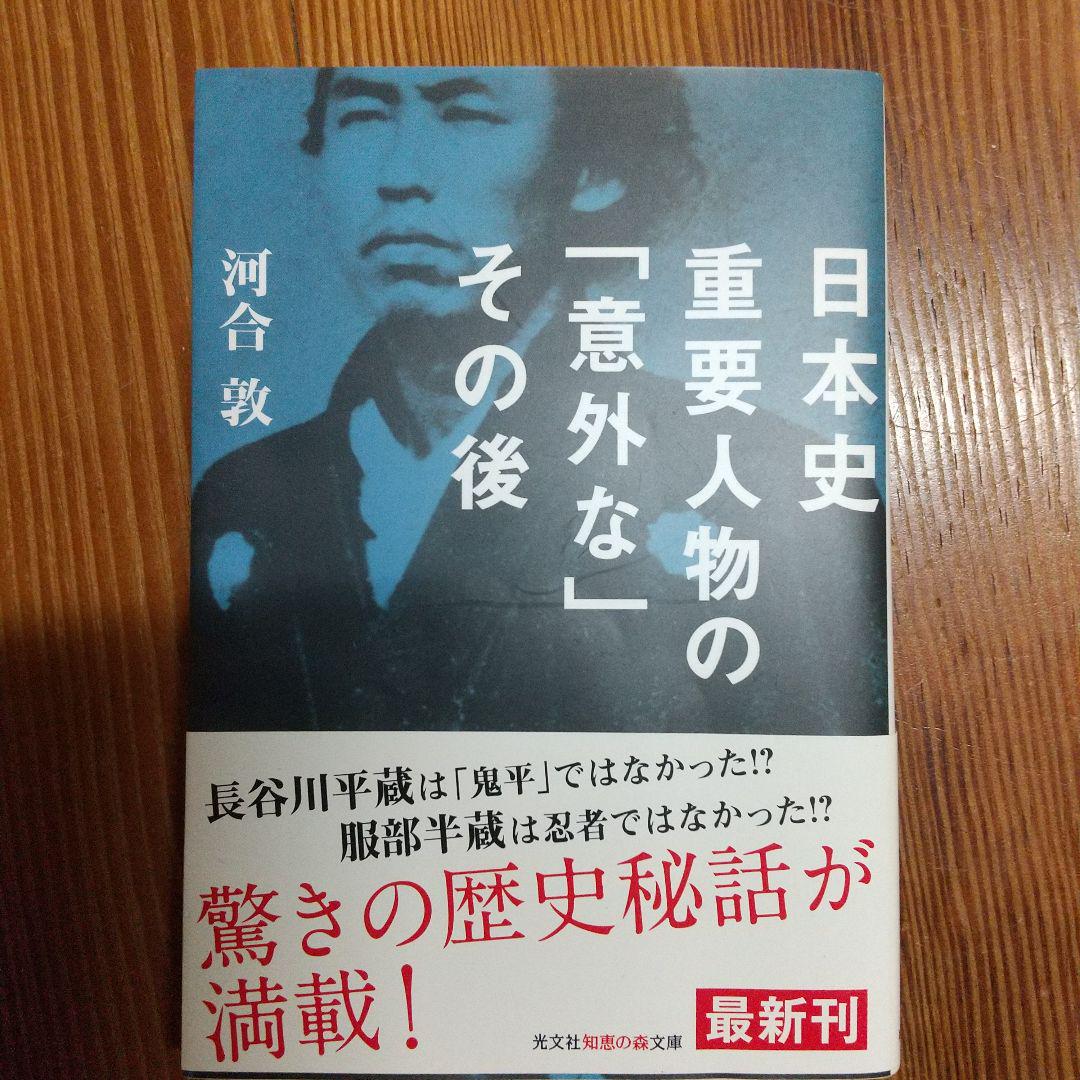 日本史
重要人物の
「意外な」
その後
河合 敦
長谷川平蔵は「鬼平」ではなかった!?
服部半蔵は忍者ではなかった!?
驚きの歴史秘話が
満載!
光文社知恵の森文庫
最新刊